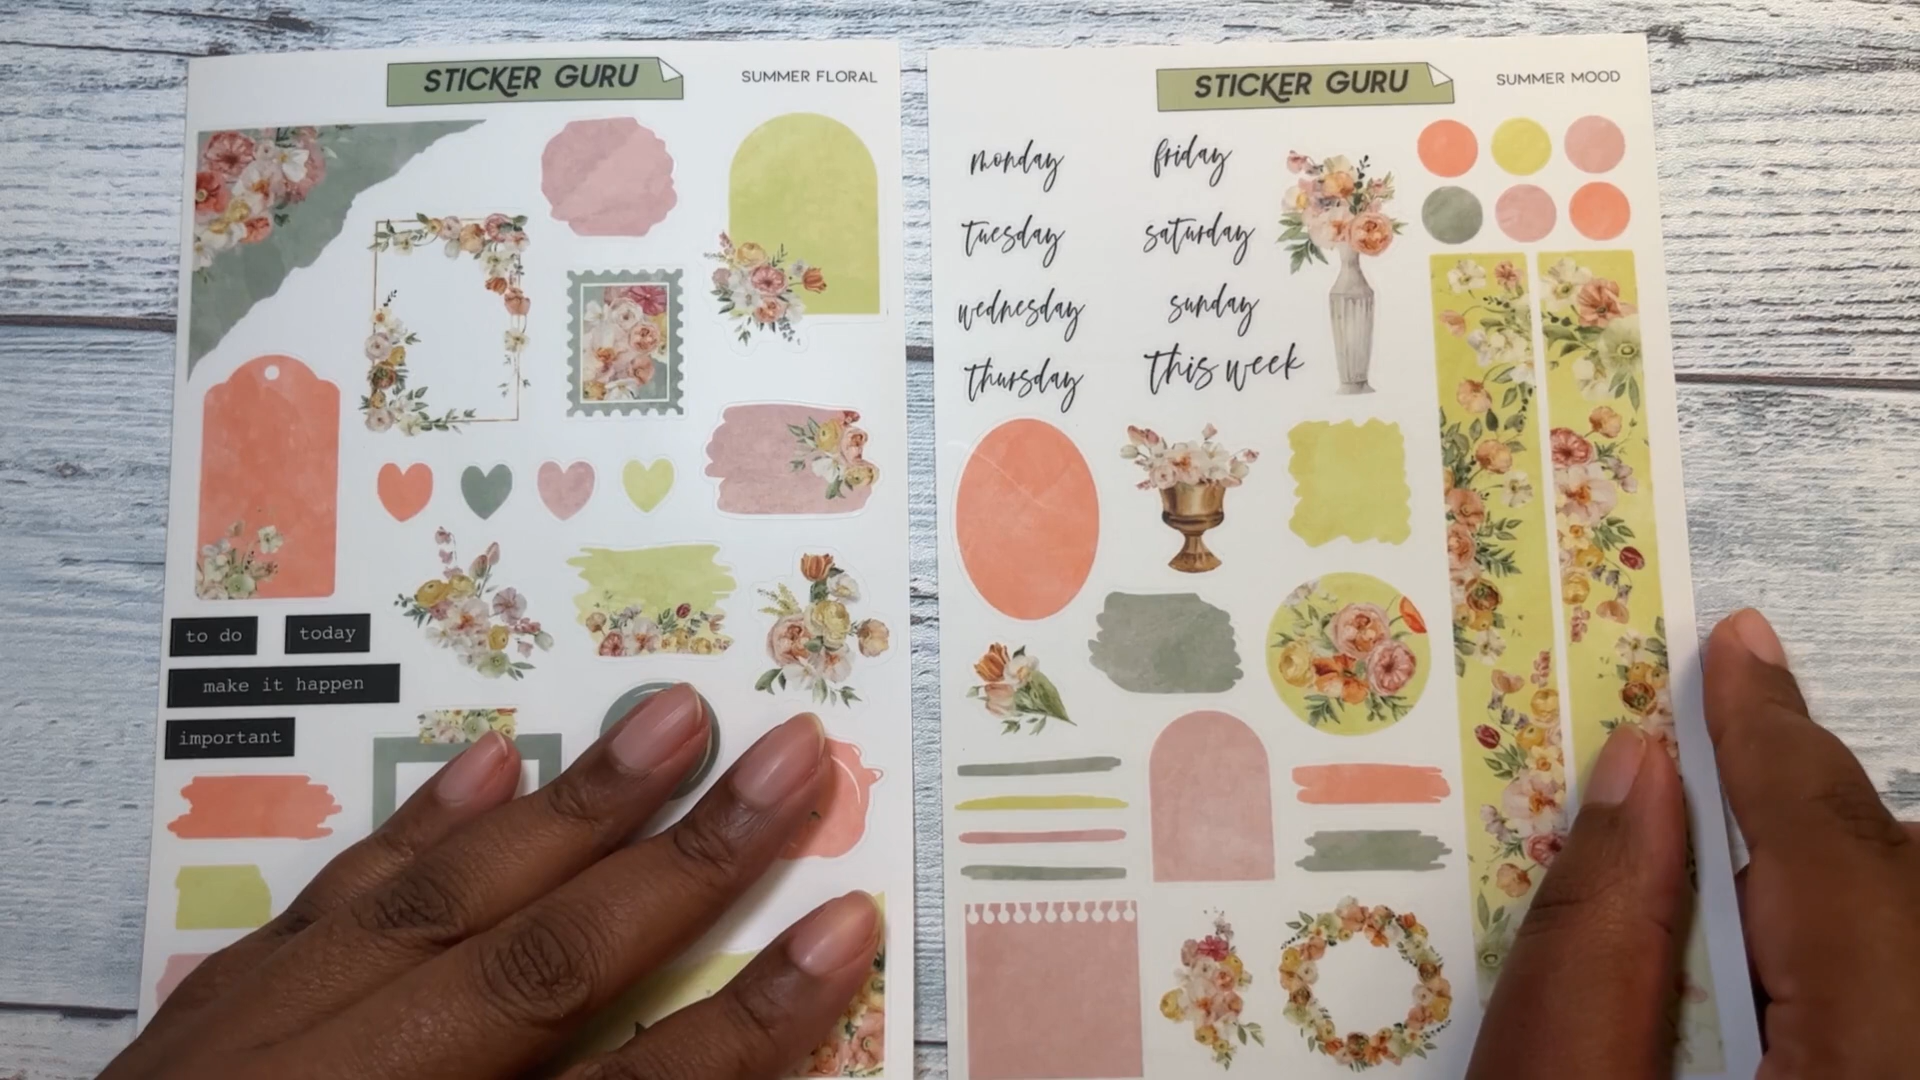 STICKER GURU
SUMMER FLORAL
to do
today
make it happen
important
STICKER GURU
SUMMER MOOD
monday
friday
tuesday
saturday
wednesday
sunday
thursday
this week